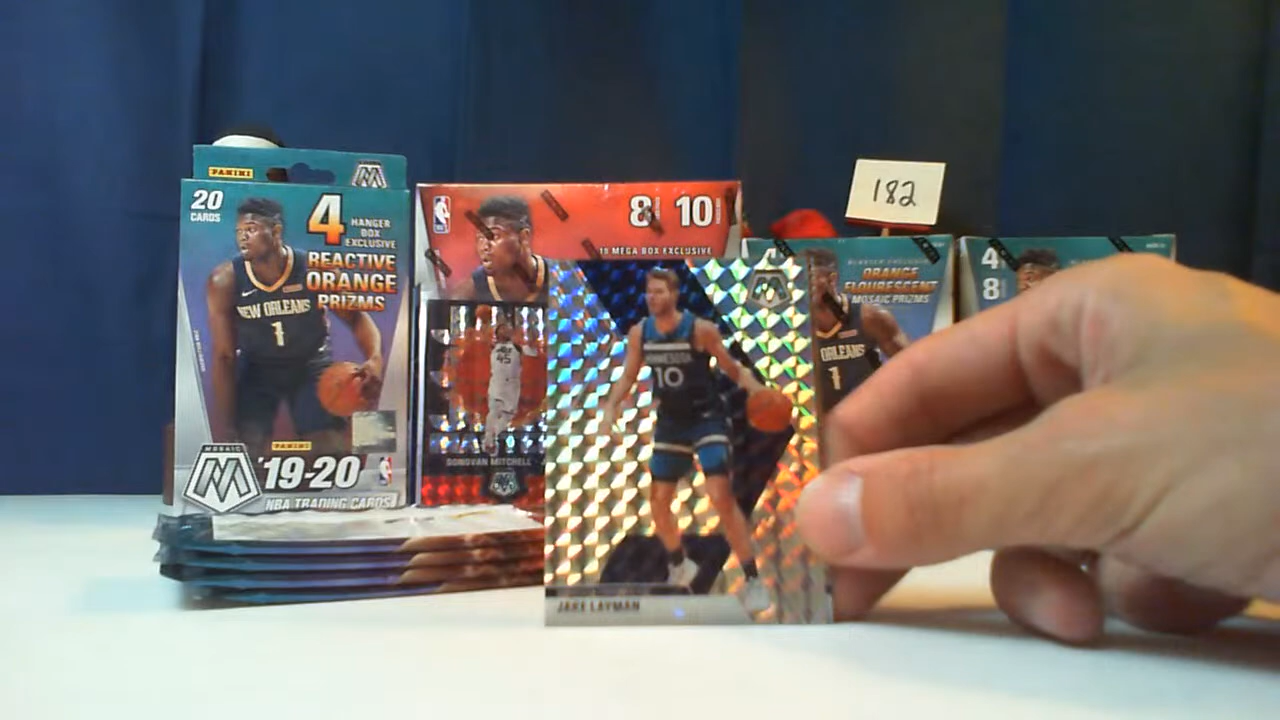 PANINI
20
CARDS
4
HANGER
BOX
EXCLUSIVE
REACTIVE
ORANGE
PRIZMS
NEW ORLEANS
1
PANINI
MOSAIC
M
'19-20
NBA TRADING CARDS
8 10
MEGA BOX EXCLUSIVE
45
DONOVAN MITCHELL
182
ORANGE
FLOURESCENT
MOSAIC PRIZMS
ORLEANS
1
4
8
MINNESOTA
10
JAKE LAYMAN